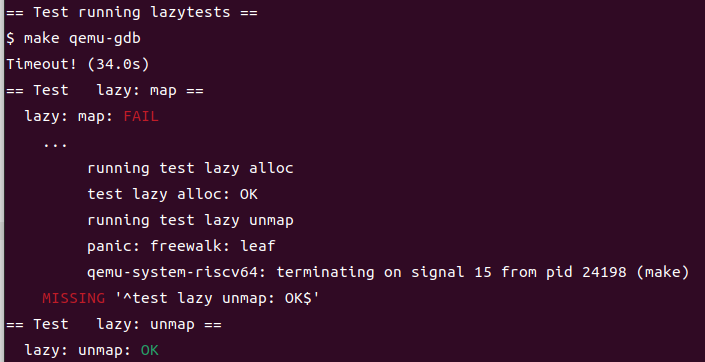 == Test running lazytests ==
$ make qemu-gdb
Timeout! (34.0s)
== Test   lazy: map ==
  lazy: map: FAIL
    ...
         running test lazy alloc
         test lazy alloc: OK
         running test lazy unmap
         panic: freewalk: leaf
         qemu-system-riscv64: terminating on signal 15 from pid 24198 (make)
    MISSING '^test lazy unmap: OK$'
== Test   lazy: unmap ==
  lazy: unmap: OK